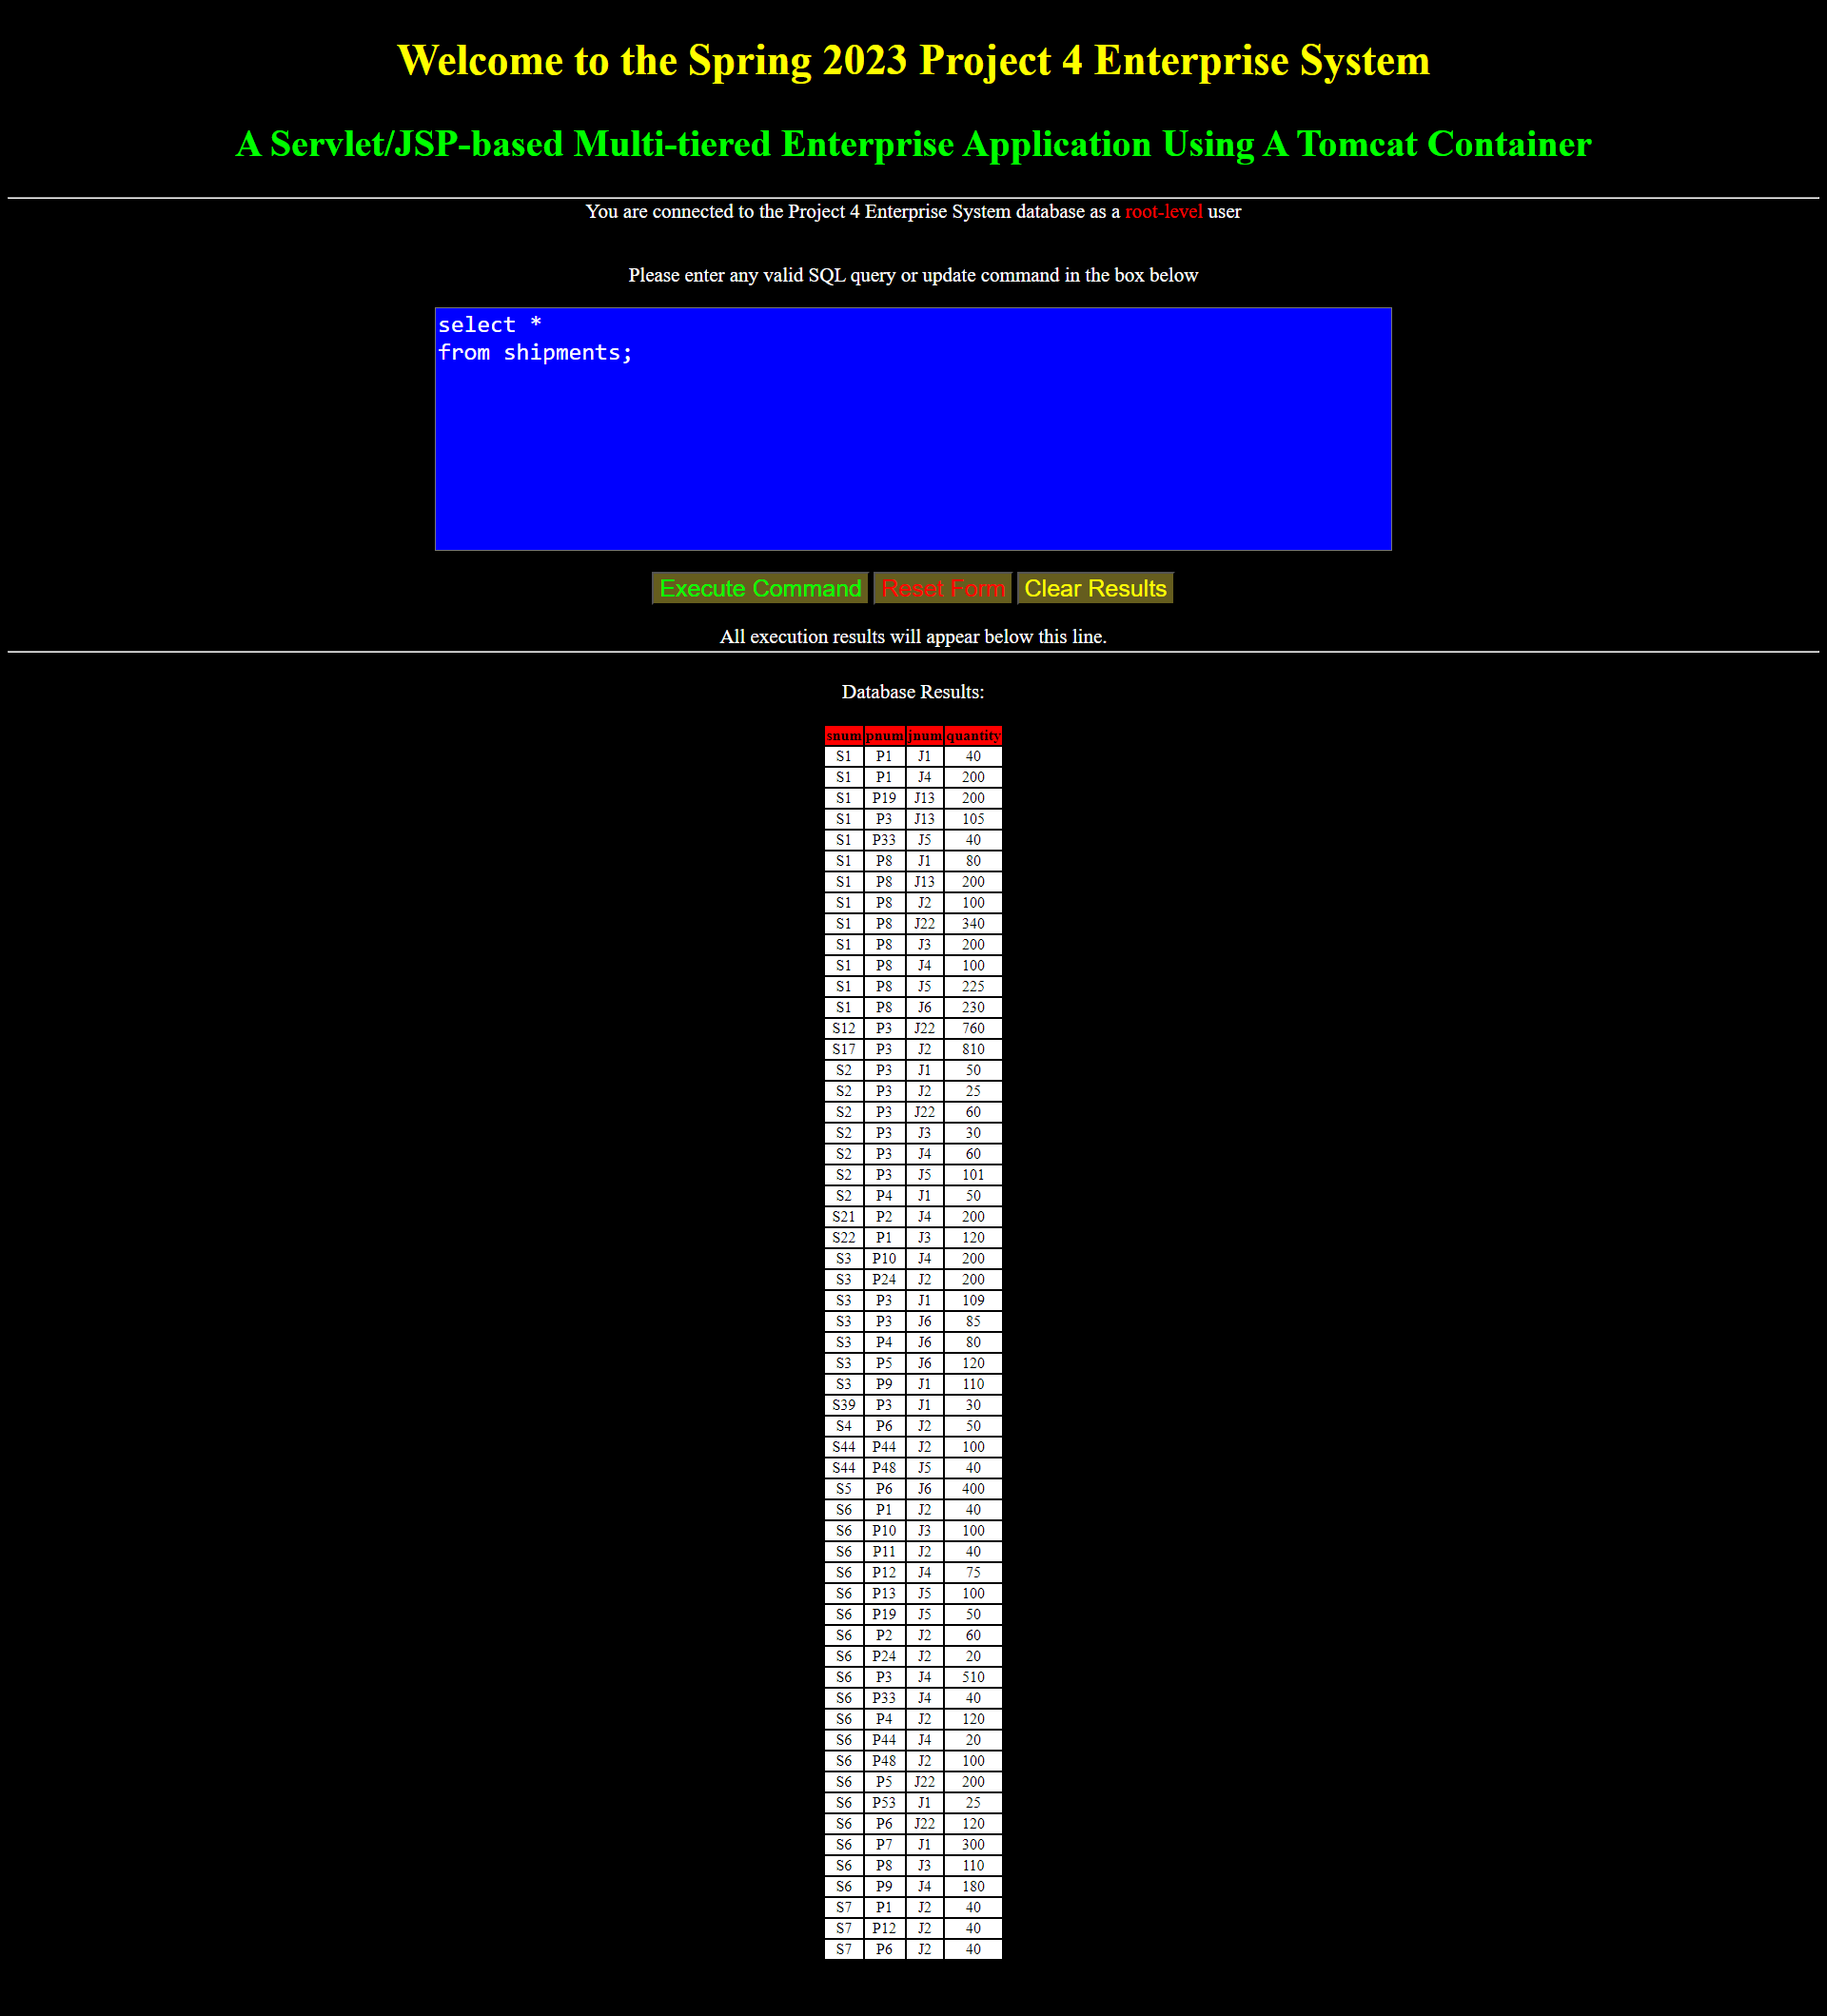 Welcome to the Spring 2023 Project 4 Enterprise System
A Servlet/JSP-based Multi-tiered Enterprise Application Using A Tomcat Container
You are connected to the Project 4 Enterprise System database as a root-level user
Please enter any valid SQL query or update command in the box below
select *
from shipments;
Execute Command Reset Form Clear Results
All execution results will appear below this line.
Database Results:
snum pnum jnum quantity
S1 P1 J1 40
S1 P1 J4 200
S1 P19 J13 200
S1 P3 J13 105
S1 P33 J5 40
S1 P8 J1 80
S1 P8 J13 200
S1 P8 J2 100
S1 P8 J22 340
S1 P8 J3 200
S1 P8 J4 100
S1 P8 J5 225
S1 P8 J6 230
S12 P3 J22 760
S17 P3 J2 810
S2 P3 J1 50
S2 P3 J2 25
S2 P3 J22 60
S2 P3 J3 30
S2 P3 J4 60
S2 P3 J5 101
S2 P4 J1 50
S21 P2 J4 200
S22 P1 J3 120
S3 P10 J4 200
S3 P24 J2 200
S3 P3 J1 109
S3 P3 J6 85
S3 P4 J6 80
S3 P5 J6 120
S3 P9 J1 110
S39 P3 J1 30
S4 P6 J2 50
S44 P44 J2 100
S44 P48 J5 40
S5 P6 J6 400
S6 P1 J2 40
S6 P10 J3 100
S6 P11 J2 40
S6 P12 J4 75
S6 P13 J5 100
S6 P19 J5 50
S6 P2 J2 60
S6 P24 J2 20
S6 P3 J4 510
S6 P33 J4 40
S6 P4 J2 120
S6 P44 J4 20
S6 P48 J2 100
S6 P5 J22 200
S6 P53 J1 25
S6 P6 J22 120
S6 P7 J1 300
S6 P8 J3 110
S6 P9 J4 180
S7 P1 J2 40
S7 P12 J2 40
S7 P6 J2 40